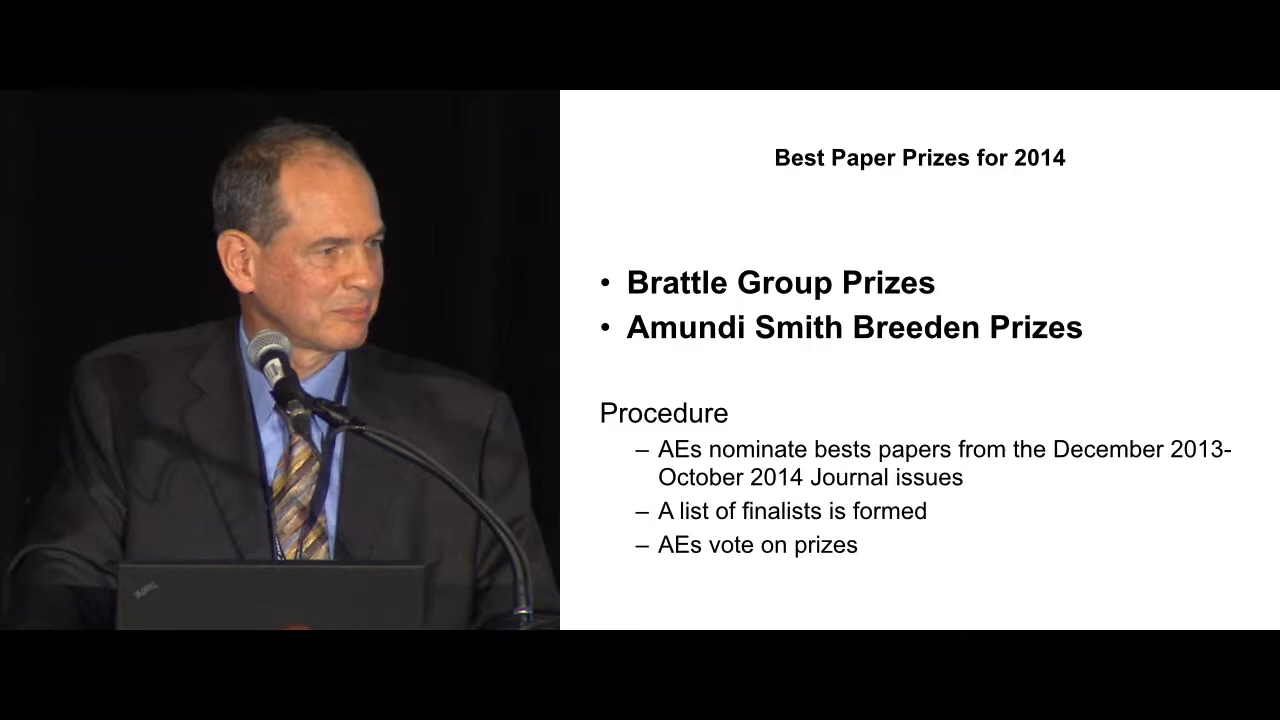 Best Paper Prizes for 2014
• Brattle Group Prizes
• Amundi Smith Breeden Prizes
Procedure
– AEs nominate bests papers from the December 2013-
October 2014 Journal issues
– A list of finalists is formed
– AEs vote on prizes